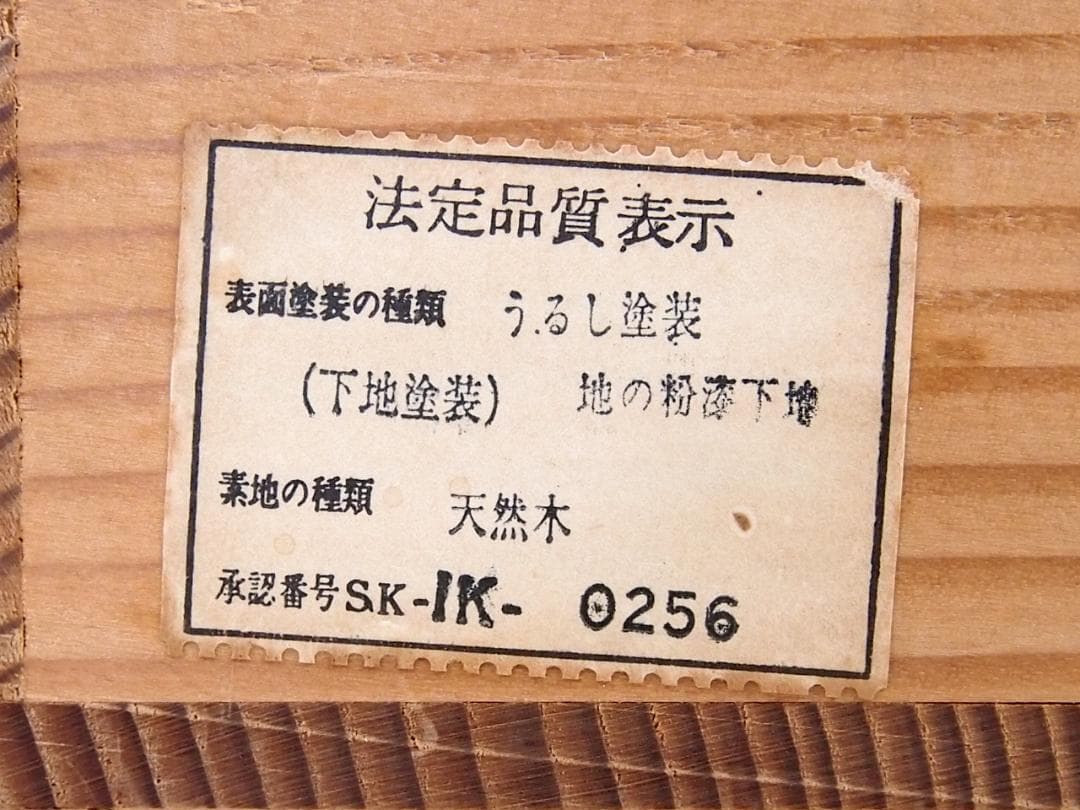 法定品質表示
表面塗装の種類 うるし塗装
(下地塗装) 地の粉漆下地
素地の種類 天然木
承認番号 S.K-IK- 0256